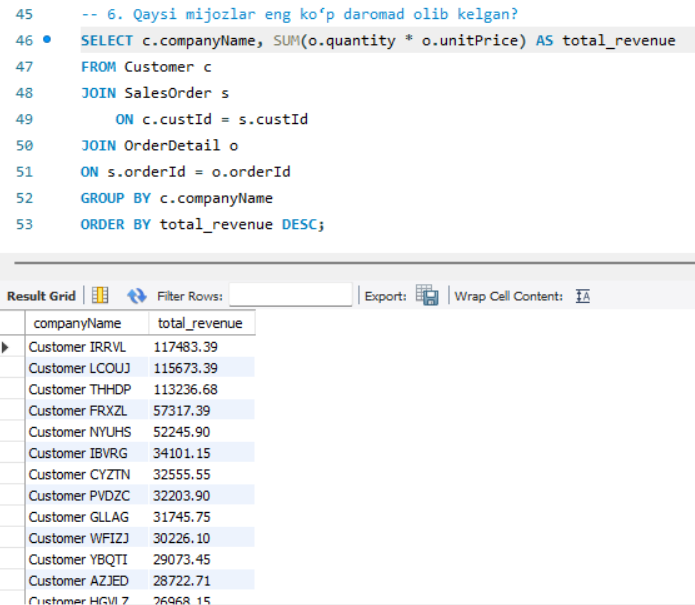 45 -- 6. Qaysi mijozlar eng ko‘p daromad olib kelgan?
46 SELECT c.companyName, SUM(o.quantity * o.unitPrice) AS total_revenue
47 FROM Customer c
48 JOIN SalesOrder s
49 ON c.custId = s.custId
50 JOIN OrderDetail o
51 ON s.orderId = o.orderId
52 GROUP BY c.companyName
53 ORDER BY total_revenue DESC;
Result Grid Filter Rows: Export: Wrap Cell Content: IA
companyName total_revenue
Customer IRRVL 117483.39
Customer LCOUJ 115673.39
Customer THHDP 113236.68
Customer FRXZL 57317.39
Customer NYUHS 52245.90
Customer IBVRG 34101.15
Customer CYZTN 32555.55
Customer PVDZC 32203.90
Customer GLLAG 31745.75
Customer WFIZJ 30226.10
Customer YBQTI 29073.45
Customer AZJED 28722.71
Customer HGVLZ 26968.15